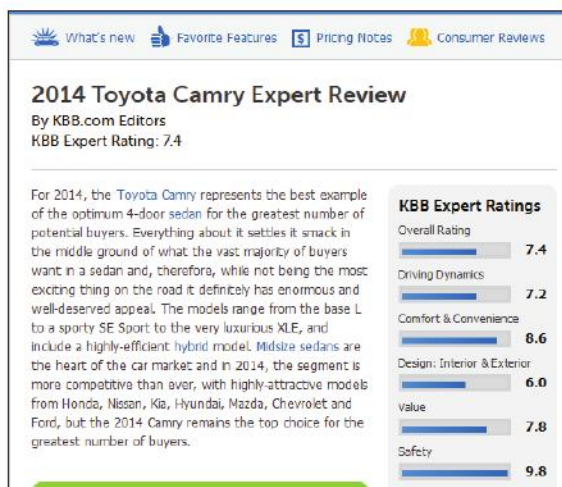 What's new Favorite Features $ Pricing Notes Consumer Reviews
2014 Toyota Camry Expert Review
By KBB.com Editors
KBB Expert Rating: 7.4
For 2014, the Toyota Camry represents the best example
of the optimum 4-door sedan for the greatest number of
potential buyers. Everything about it settles it smack in
the middle ground of what the vast majority of buyers
want in a sedan and, therefore, while not being the most
exciting thing on the road it definitely has enormous and
well-deserved appeal. The models range from the base L
to a sporty SE Sport to the very luxurious XLE, and
include a highly-efficient hybrid model. Midsize sedans are
the heart of the car market and in 2014, the segment is
more competitive than ever, with highly-attractive models
from Honda, Nissan, Kia, Hyundai, Mazda, Chevrolet and
Ford, but the 2014 Camry remains the top choice for the
greatest number of buyers.
KBB Expert Ratings
Overall Rating
7.4
Driving Dynamics
7.2
Comfort & Convenience
8.6
Design: Interior & Exterior
6.0
Value
7.8
Safety
9.8